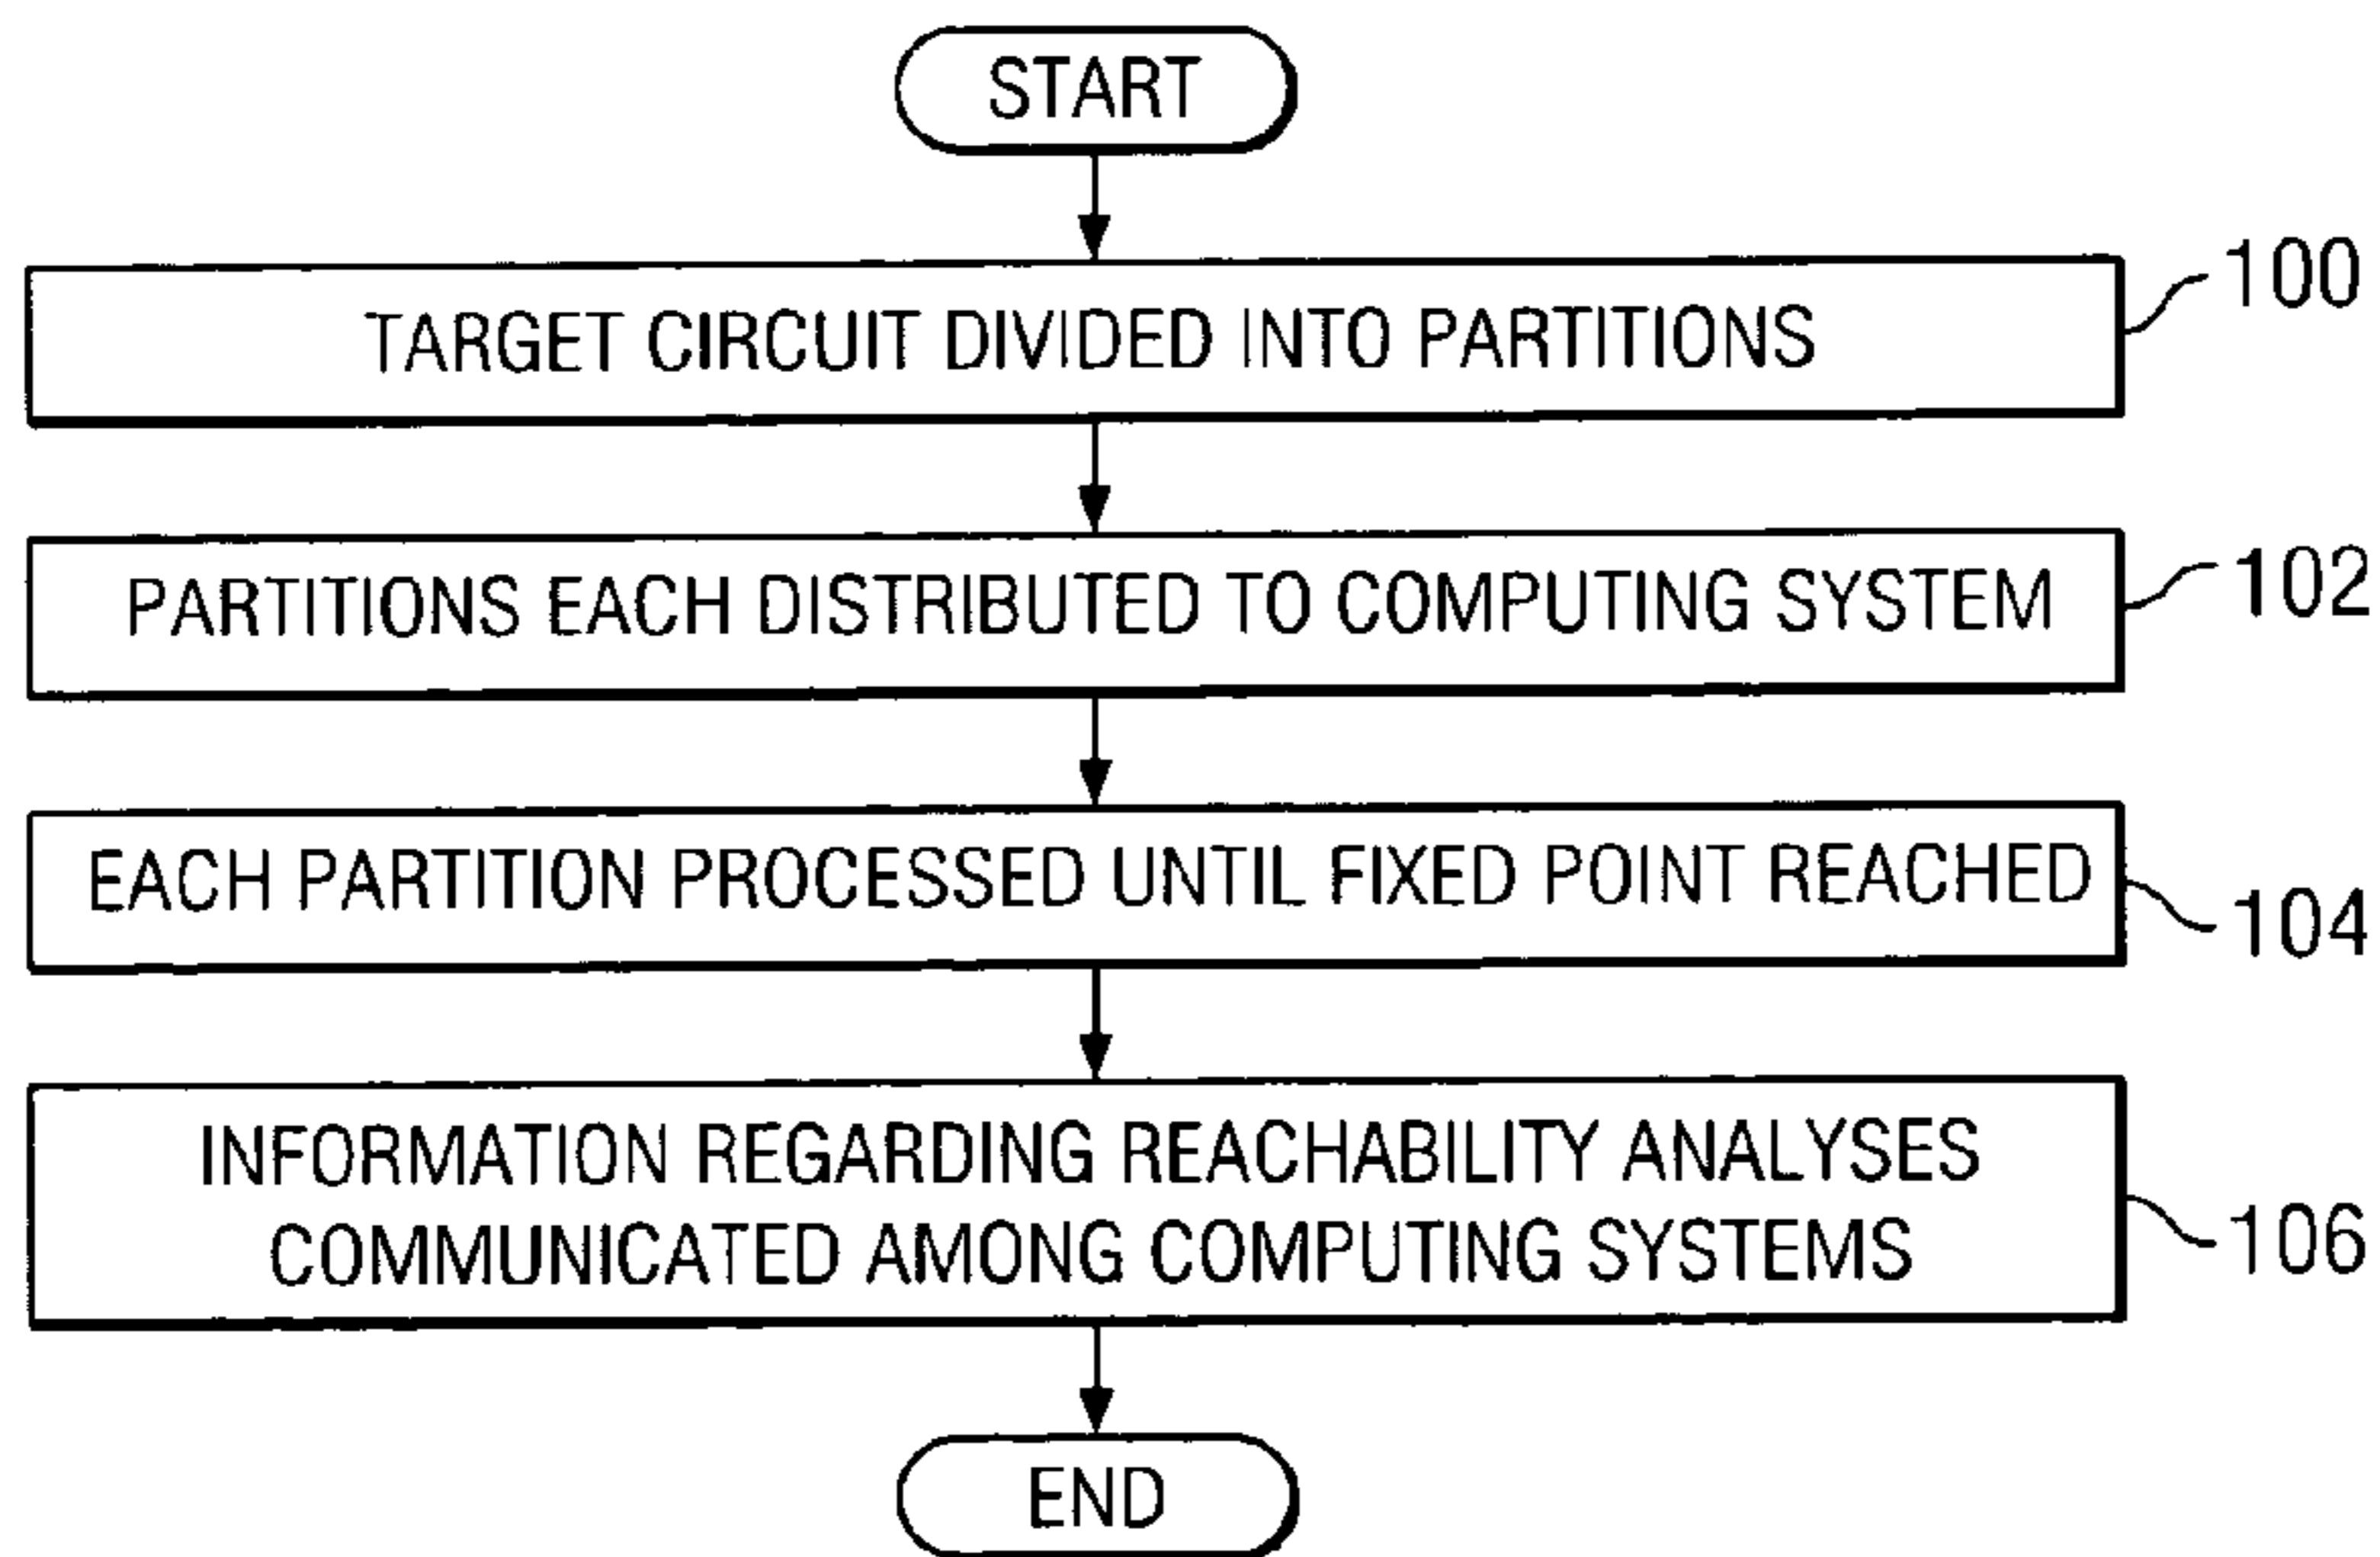 START
TARGET CIRCUIT DIVIDED INTO PARTITIONS
100
PARTITIONS EACH DISTRIBUTED TO COMPUTING SYSTEM
102
EACH PARTITION PROCESSED UNTIL FIXED POINT REACHED
104
INFORMATION REGARDING REACHABILITY ANALYSES
COMMUNICATED AMONG COMPUTING SYSTEMS
106
END